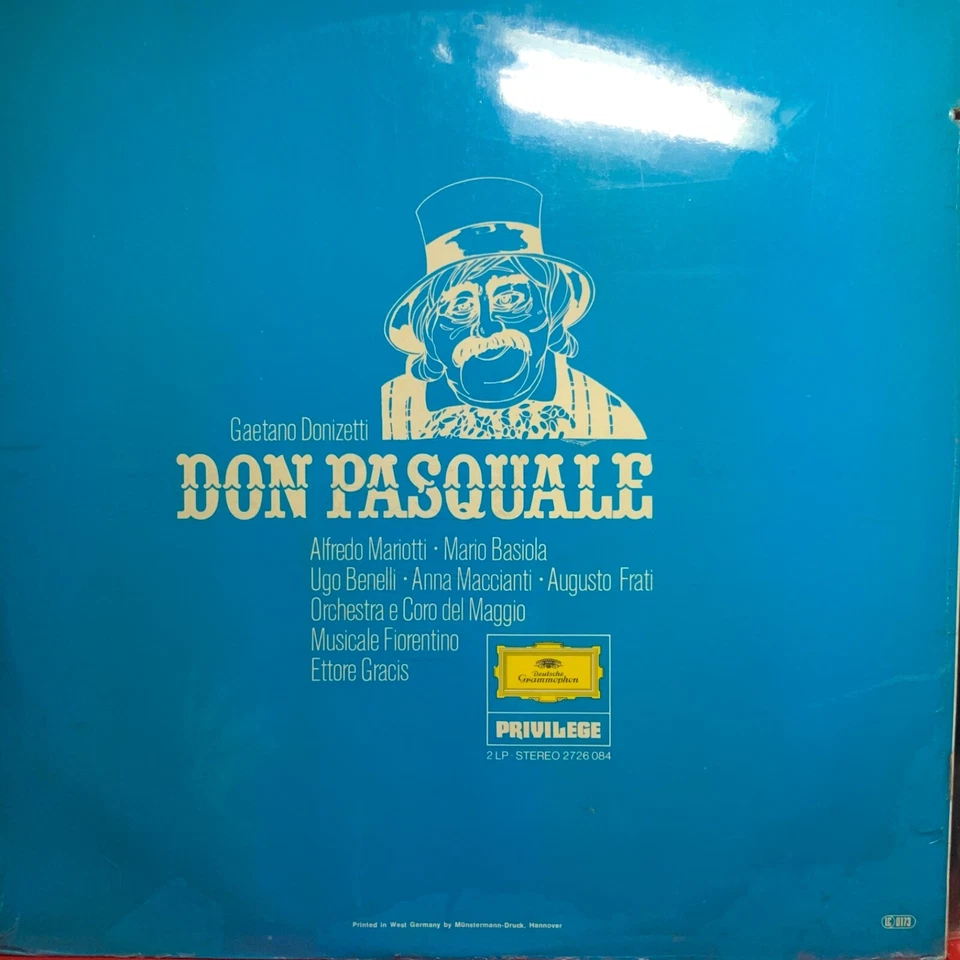 Gaetano Donizetti
DON PASQUALE
Alfredo Mariotti · Mario Basiola
Ugo Benelli · Anna Maccianti · Augusto Frati
Orchestra e Coro del Maggio
Musicale Fiorentino
Ettore Gracis
Deutsche
Grammophon
PRIVILEGE
2 LP · STEREO 2726 084
Printed in West Germany by Münstermann-Druck, Hannover
IC 0173